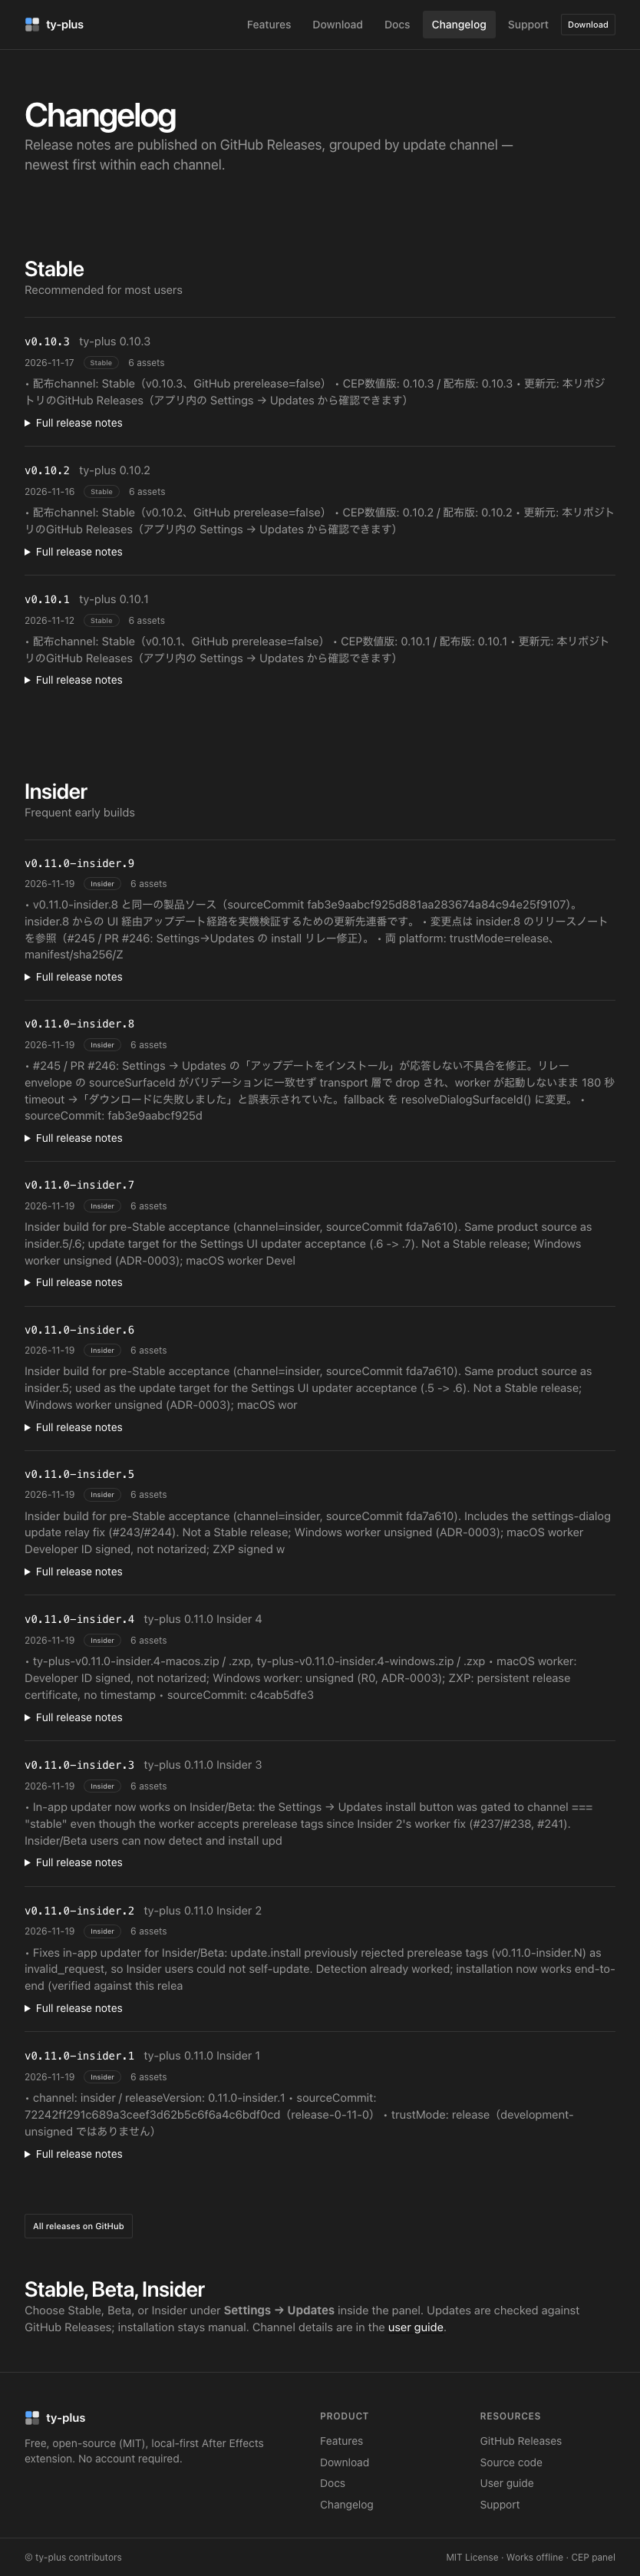 ty-plus
Features Download Docs Changelog Support Download
Changelog
Release notes are published on GitHub Releases, grouped by update channel —
newest first within each channel.
Stable
Recommended for most users
v0.10.3 ty-plus 0.10.3
2026-11-17 Stable 6 assets
• 配布channel: Stable（v0.10.3、GitHub prerelease=false） • CEP数値版: 0.10.3 / 配布版: 0.10.3 • 更新元: 本リポジ
トリのGitHub Releases（アプリ内の Settings → Updates から確認できます）
▶ Full release notes
v0.10.2 ty-plus 0.10.2
2026-11-16 Stable 6 assets
• 配布channel: Stable（v0.10.2、GitHub prerelease=false） • CEP数値版: 0.10.2 / 配布版: 0.10.2 • 更新元: 本リポジト
リのGitHub Releases（アプリ内の Settings → Updates から確認できます）
▶ Full release notes
v0.10.1 ty-plus 0.10.1
2026-11-12 Stable 6 assets
• 配布channel: Stable（v0.10.1、GitHub prerelease=false） • CEP数値版: 0.10.1 / 配布版: 0.10.1 • 更新元: 本リポジト
リのGitHub Releases（アプリ内の Settings → Updates から確認できます）
▶ Full release notes
Insider
Frequent early builds
v0.11.0-insider.9
2026-11-19 Insider 6 assets
• v0.11.0-insider.8 と同一の製品ソース（sourceCommit fab3e9aabcf925d881aa283674a84c94e25f9107）。
insider.8 からの UI 経由アップデート経路を実機検証するための更新先連番です。 • 変更点は insider.8 のリリースノート
を参照（#245 / PR #246: Settings→Updates の install リレー修正）。 • 両 platform: trustMode=release、
manifest/sha256/Z
▶ Full release notes
v0.11.0-insider.8
2026-11-19 Insider 6 assets
• #245 / PR #246: Settings → Updates の「アップデートをインストール」が応答しない不具合を修正。リレー
envelope の sourceSurfaceId がバリデーションに一致せず transport 層で drop され、worker が起動しないまま 180 秒
timeout →「ダウンロードに失敗しました」と誤表示されていた。fallback を resolveDialogSurfaceId() に変更。 •
sourceCommit: fab3e9aabcf925d
▶ Full release notes
v0.11.0-insider.7
2026-11-19 Insider 6 assets
Insider build for pre-Stable acceptance (channel=insider, sourceCommit fda7a610). Same product source as
insider.5/.6; update target for the Settings UI updater acceptance (.6 -> .7). Not a Stable release; Windows
worker unsigned (ADR-0003); macOS worker Devel
▶ Full release notes
v0.11.0-insider.6
2026-11-19 Insider 6 assets
Insider build for pre-Stable acceptance (channel=insider, sourceCommit fda7a610). Same product source as
insider.5; used as the update target for the Settings UI updater acceptance (.5 -> .6). Not a Stable release;
Windows worker unsigned (ADR-0003); macOS wor
▶ Full release notes
v0.11.0-insider.5
2026-11-19 Insider 6 assets
Insider build for pre-Stable acceptance (channel=insider, sourceCommit fda7a610). Includes the settings-dialog
update relay fix (#243/#244). Not a Stable release; Windows worker unsigned (ADR-0003); macOS worker
Developer ID signed, not notarized; ZXP signed w
▶ Full release notes
v0.11.0-insider.4 ty-plus 0.11.0 Insider 4
2026-11-19 Insider 6 assets
• ty-plus-v0.11.0-insider.4-macos.zip / .zxp, ty-plus-v0.11.0-insider.4-windows.zip / .zxp • macOS worker:
Developer ID signed, not notarized; Windows worker: unsigned (R0, ADR-0003); ZXP: persistent release
certificate, no timestamp • sourceCommit: c4cab5dfe3
▶ Full release notes
v0.11.0-insider.3 ty-plus 0.11.0 Insider 3
2026-11-19 Insider 6 assets
• In-app updater now works on Insider/Beta: the Settings → Updates install button was gated to channel ===
"stable" even though the worker accepts prerelease tags since Insider 2's worker fix (#237/#238, #241).
Insider/Beta users can now detect and install upd
▶ Full release notes
v0.11.0-insider.2 ty-plus 0.11.0 Insider 2
2026-11-19 Insider 6 assets
• Fixes in-app updater for Insider/Beta: update.install previously rejected prerelease tags (v0.11.0-insider.N) as
invalid_request, so Insider users could not self-update. Detection already worked; installation now works end-to-
end (verified against this relea
▶ Full release notes
v0.11.0-insider.1 ty-plus 0.11.0 Insider 1
2026-11-19 Insider 6 assets
• channel: insider / releaseVersion: 0.11.0-insider.1 • sourceCommit:
72242ff291c689a3ceef3d62b5c6f6a4c6bdf0cd（release-0-11-0） • trustMode: release（development-
unsigned ではありません）
▶ Full release notes
All releases on GitHub
Stable, Beta, Insider
Choose Stable, Beta, or Insider under Settings → Updates inside the panel. Updates are checked against
GitHub Releases; installation stays manual. Channel details are in the user guide.
ty-plus
Free, open-source (MIT), local-first After Effects
extension. No account required.
PRODUCT
Features
Download
Docs
Changelog
RESOURCES
GitHub Releases
Source code
User guide
Support
© ty-plus contributors
MIT License · Works offline · CEP panel